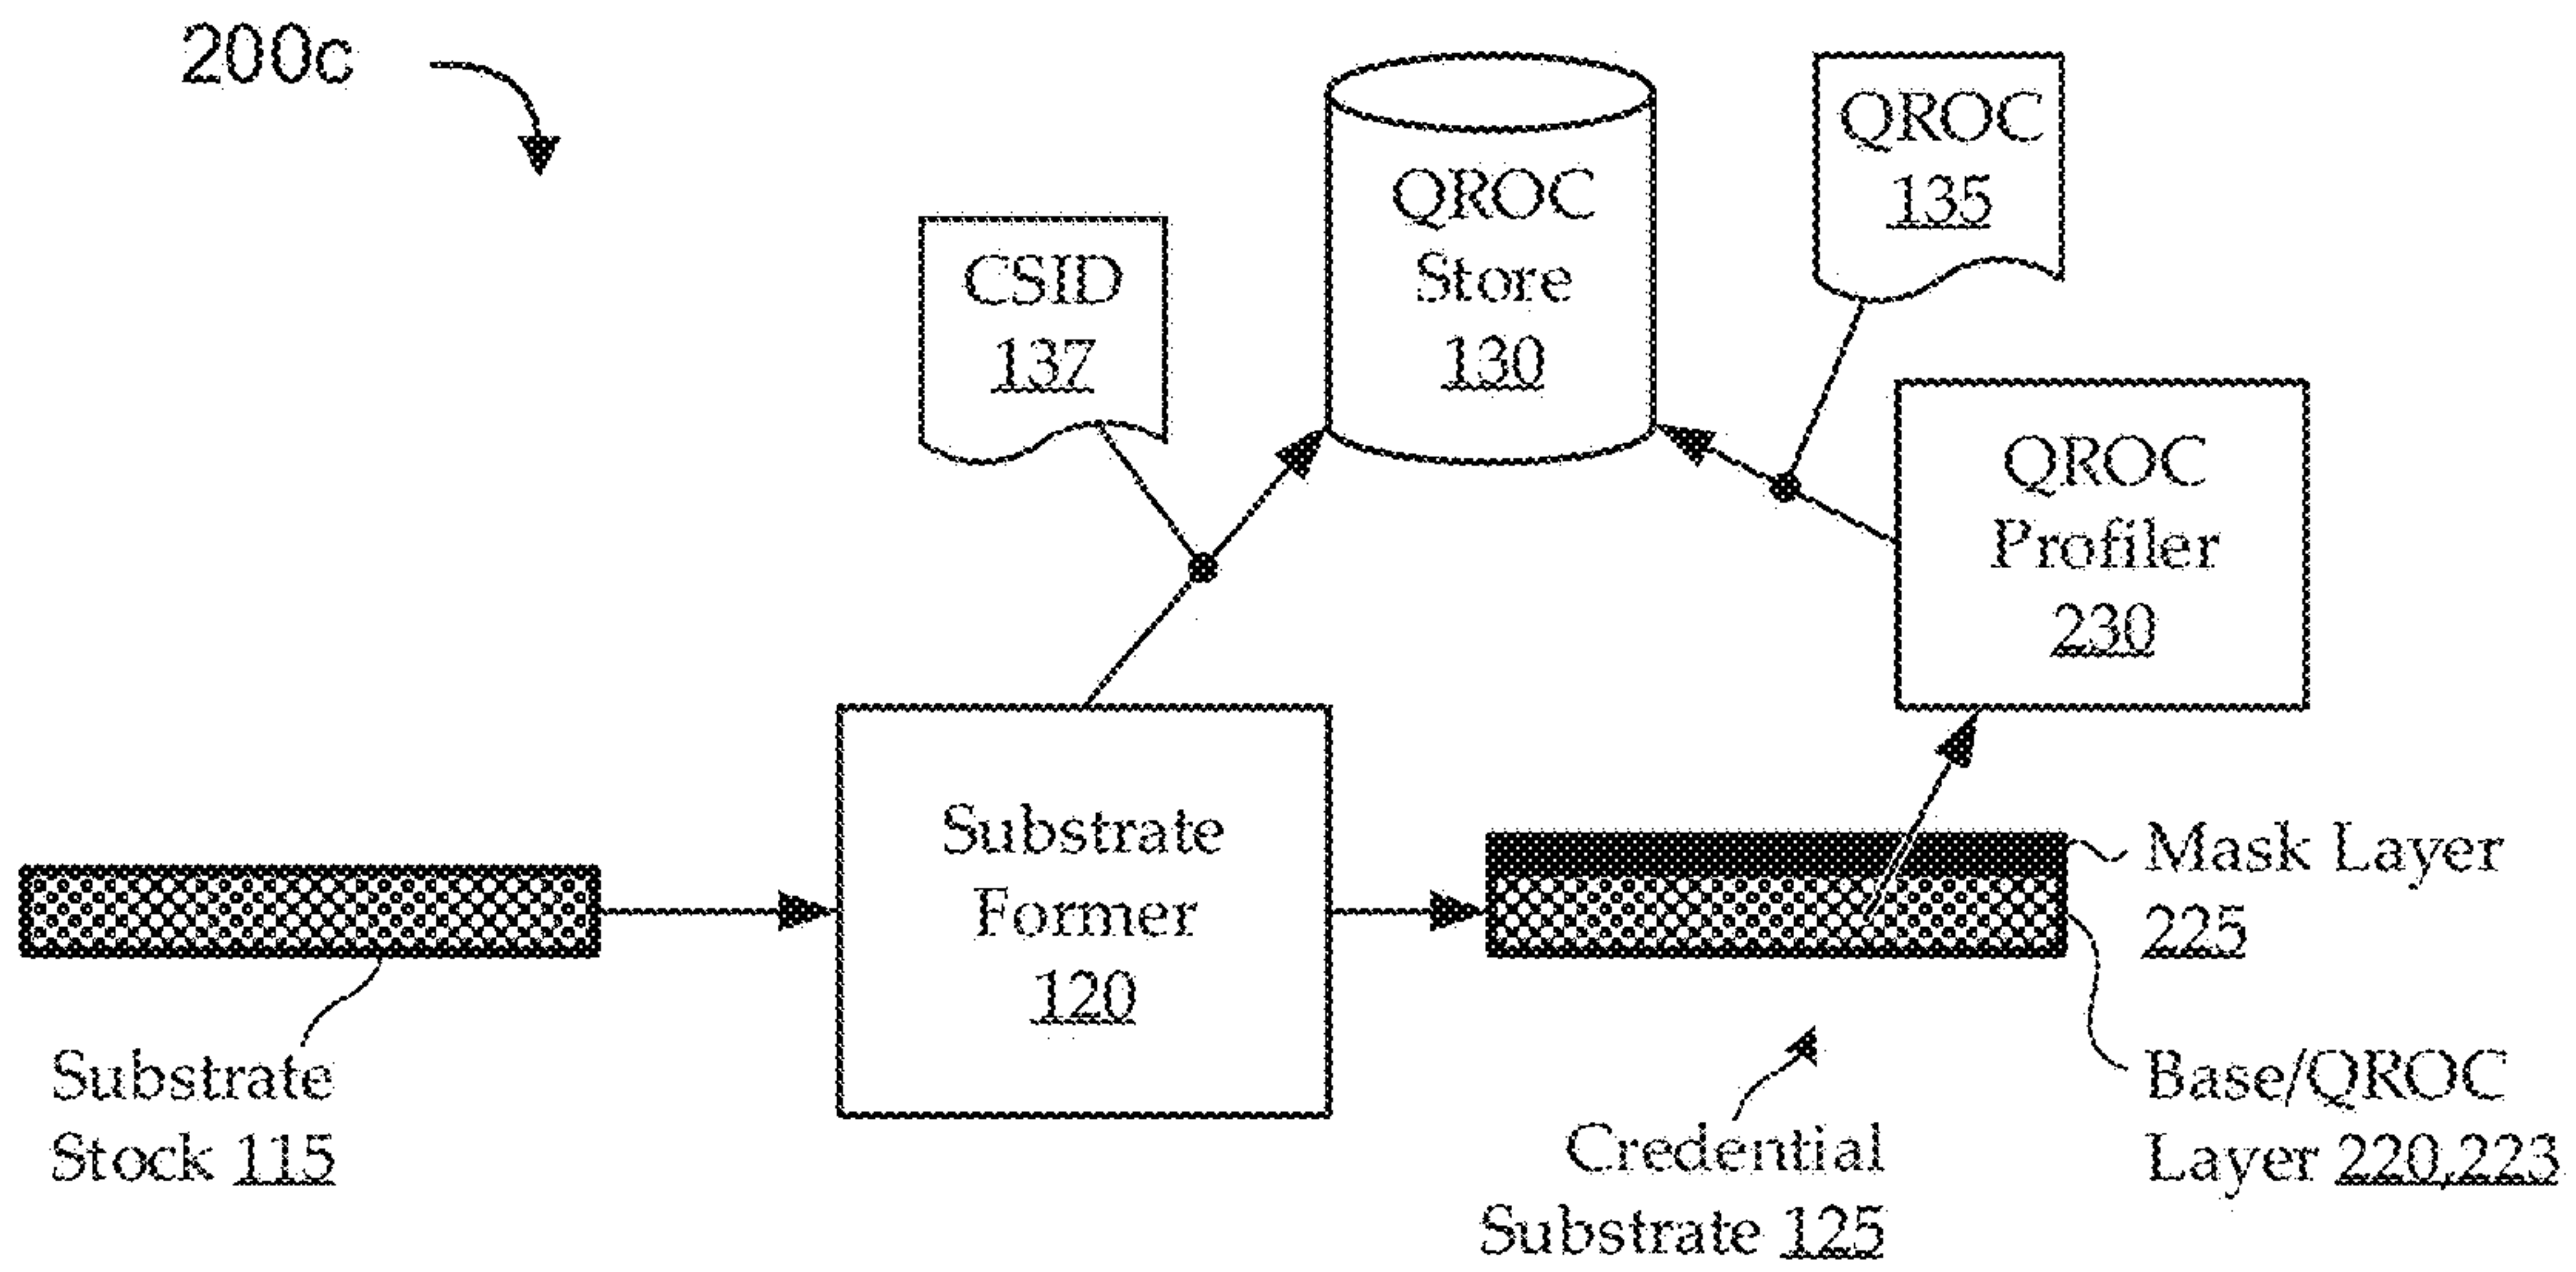 200c
QROC
135
QROC
Store
130
CSID
137
QROC
Profiler
230
Substrate
Former
120
Mask Layer
225
Substrate
Stock 115
Base/QROC
Layer 220,223
Credential
Substrate 125